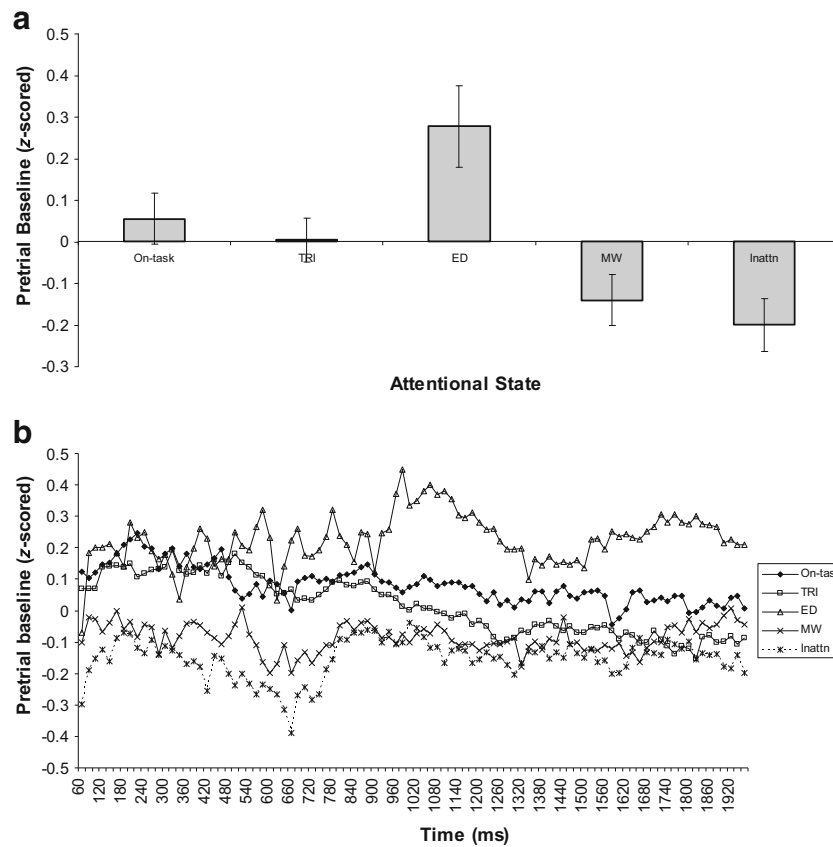 a
0.5
0.4
0.3
0.2
0.1
0
-0.1
-0.2
-0.3
Pretrial Baseline (z-scored)
On-task TRI ED MW Inattn
Attentional State
b
0.5
0.4
0.3
0.2
0.1
0
-0.1
-0.2
-0.3
-0.4
-0.5
Pretrial baseline (z-scored)
60 120 180 240 300 360 420 480 540 600 660 720 780 840 900 960 1020 1080 1140 1200 1260 1320 1380 1440 1500 1560 1620 1680 1740 1800 1860 1920
Time (ms)
On-task
TRI
ED
MW
Inattn